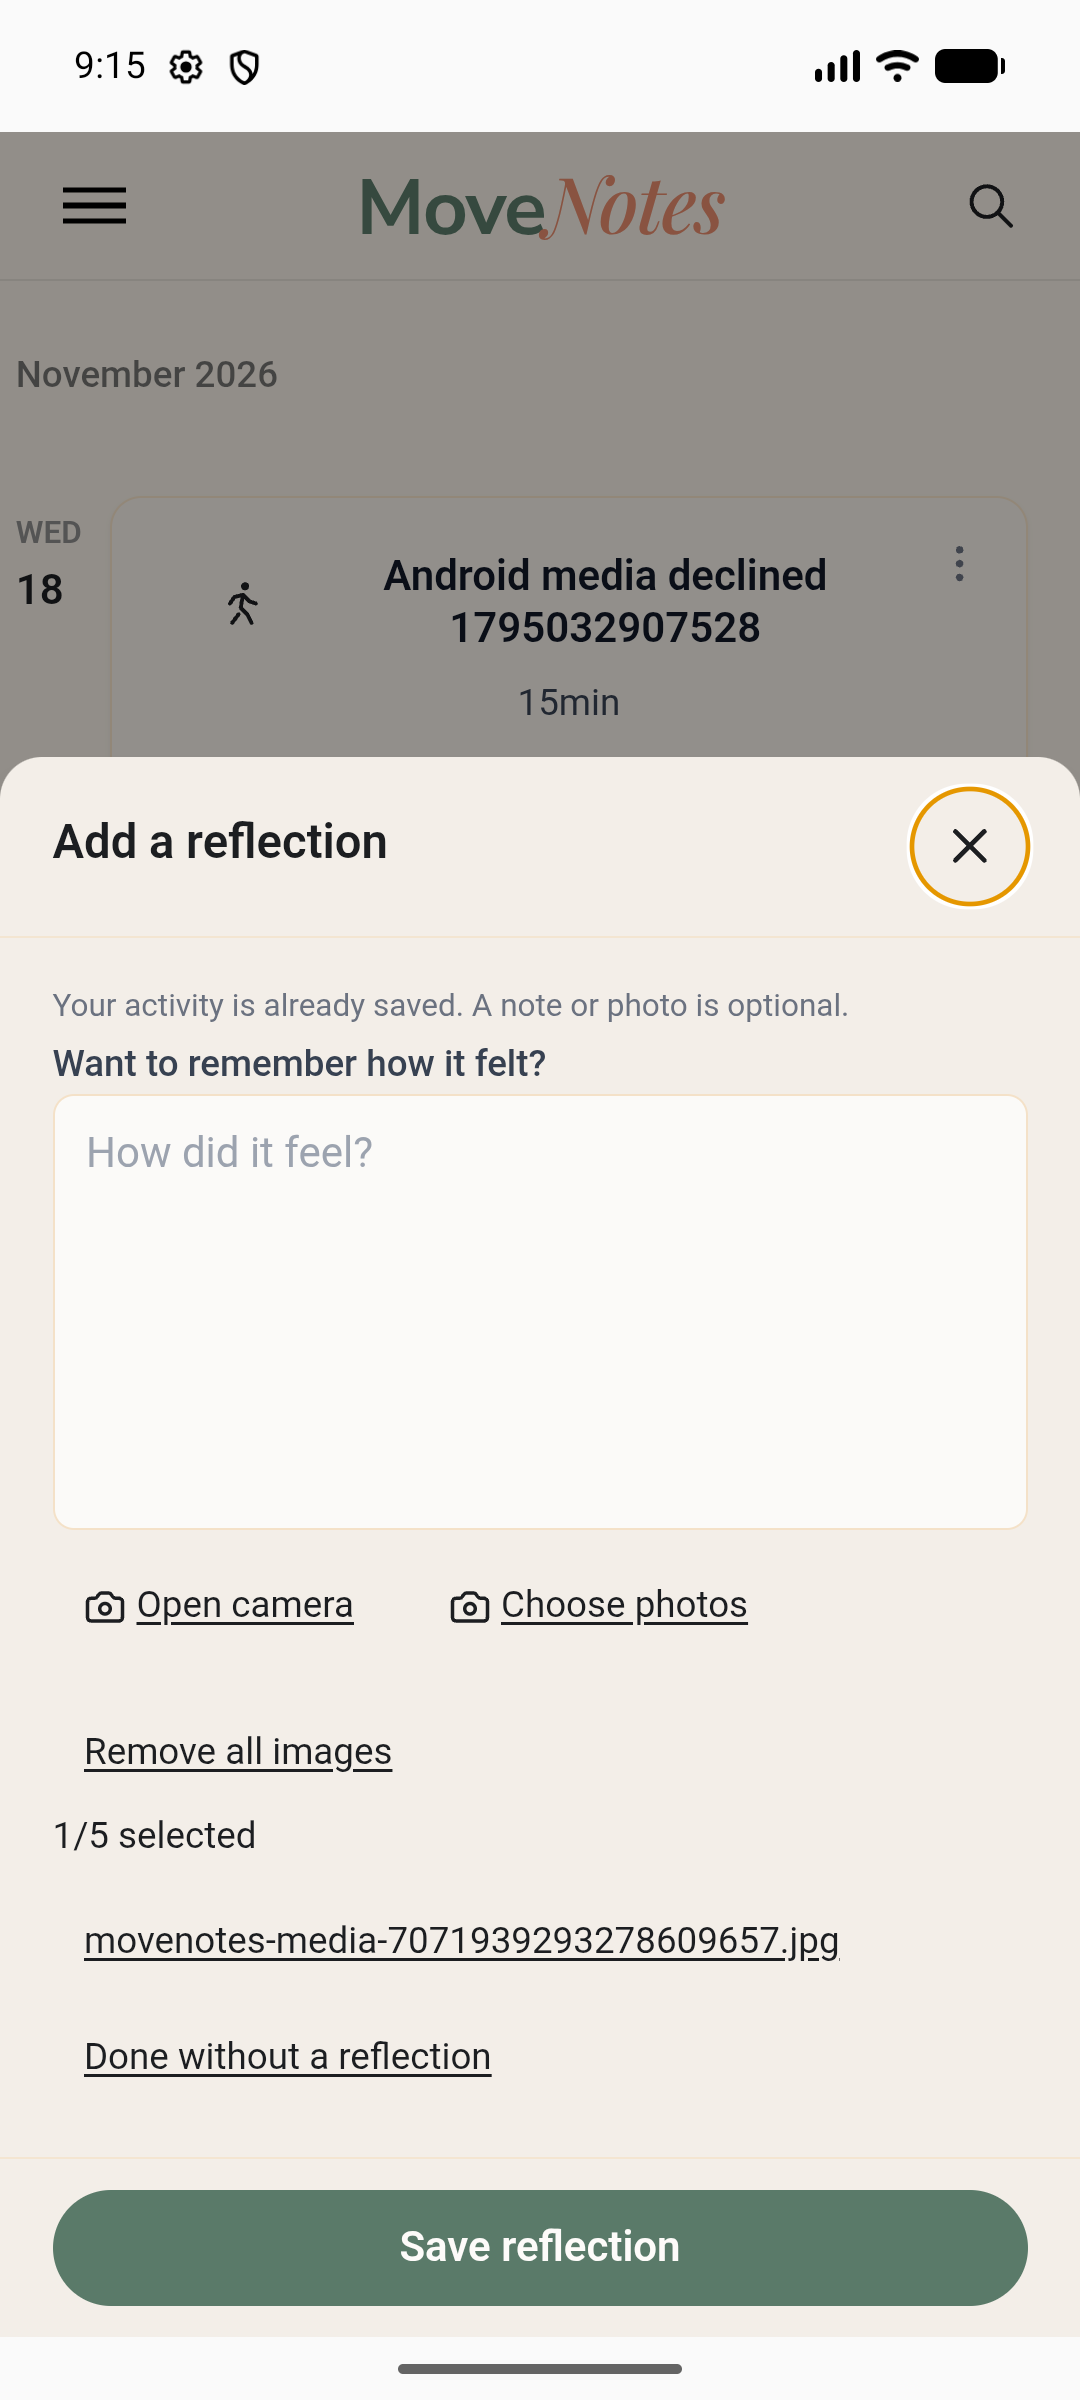 9:15
MoveNotes
November 2026
WED
18
Android media declined
1795032907528
15min
Add a reflection
Your activity is already saved. A note or photo is optional.
Want to remember how it felt?
How did it feel?
Open camera
Choose photos
Remove all images
1/5 selected
movenotes-media-7071939293278609657.jpg
Done without a reflection
Save reflection